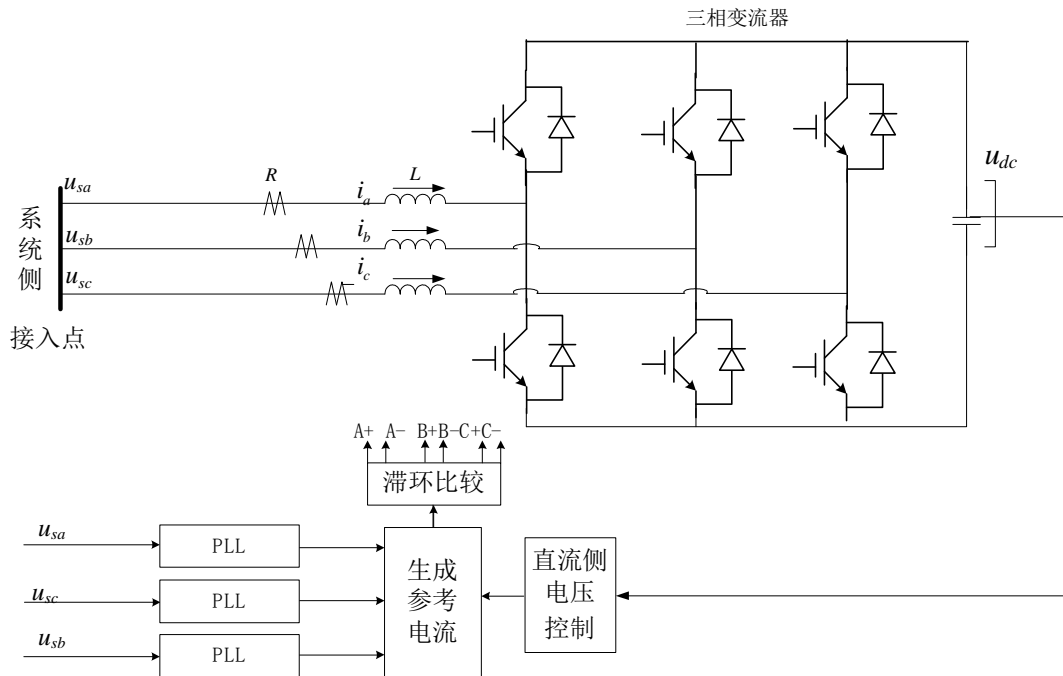 三相变流器
u_dc
R
L
u_sa
i_a
u_sb
i_b
u_sc
i_c
系
统
侧
接入点
A+ A- B+B-C+C-
滞环比较
u_sa
PLL
生成
参考
电流
直流侧
电压
控制
u_sc
PLL
u_sb
PLL